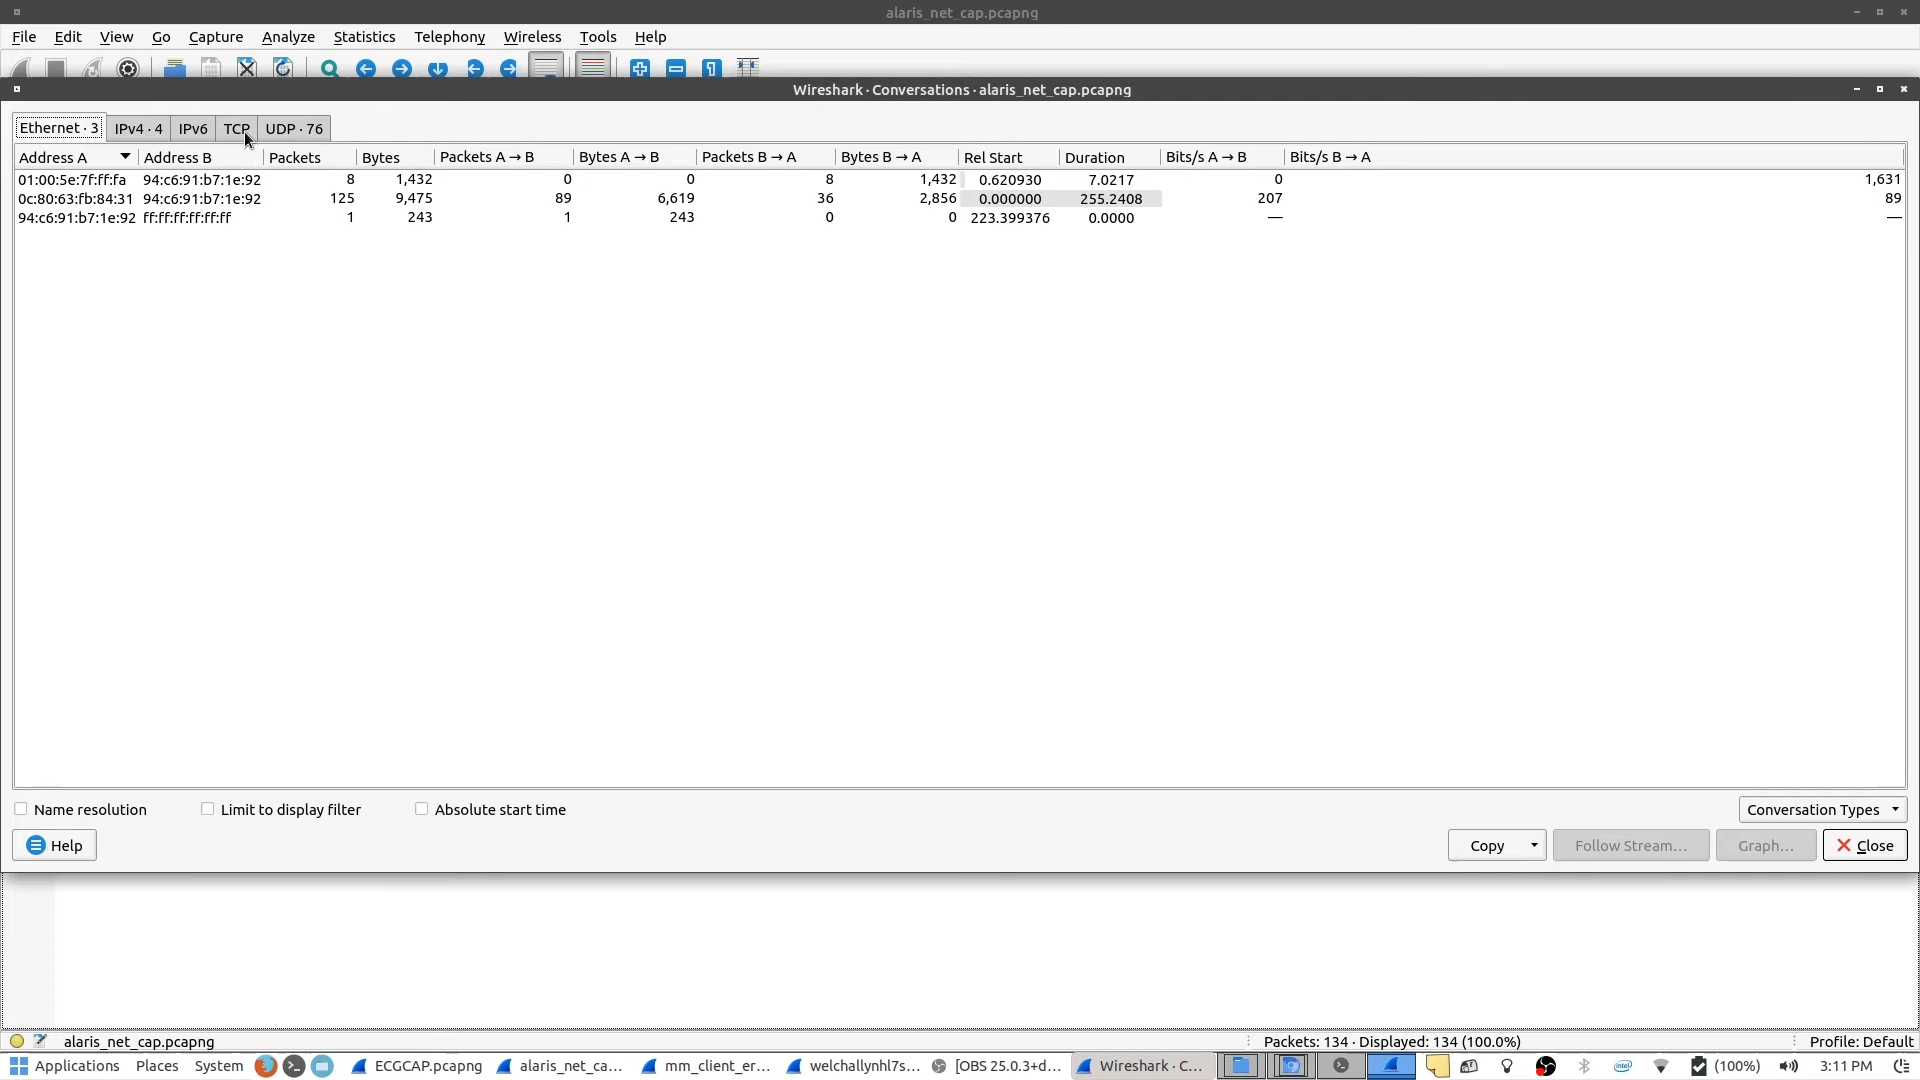 alaris_net_cap.pcapng
File Edit View Go Capture Analyze Statistics Telephony Wireless Tools Help
Wireshark · Conversations · alaris_net_cap.pcapng
Ethernet · 3 IPv4 · 4 IPv6 TCP UDP · 76
Address A Address B Packets Bytes Packets A → B Bytes A → B Packets B → A Bytes B → A Rel Start Duration Bits/s A → B Bits/s B → A
01:00:5e:7f:ff:fa 94:c6:91:b7:1e:92 8 1,432 0 0 8 1,432 0.620930 7.0217 0 1,631
0c:80:63:fb:84:31 94:c6:91:b7:1e:92 125 9,475 89 6,619 36 2,856 0.000000 255.2408 207 89
94:c6:91:b7:1e:92 ff:ff:ff:ff:ff:ff 1 243 1 243 0 0 223.399376 0.0000 — —
Name resolution Limit to display filter Absolute start time Conversation Types
Help Copy Follow Stream... Graph... Close
alaris_net_cap.pcapng Packets: 134 · Displayed: 134 (100.0%) Profile: Default
Applications Places System ECGCAP.pcapng alaris_net_ca... mm_client_er... welchallynhl7s... [OBS 25.0.3+d... Wireshark · C... intel (100%) 3:11 PM